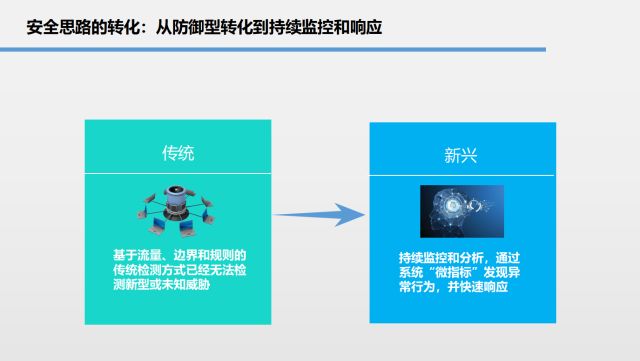 安全思路的转化：从防御型转化到持续监控和响应
传统
基于流量、边界和规则的
传统检测方式已经无法检
测新型或未知威胁
新兴
持续监控和分析，通过
系统“微指标”发现异
常行为，并快速响应